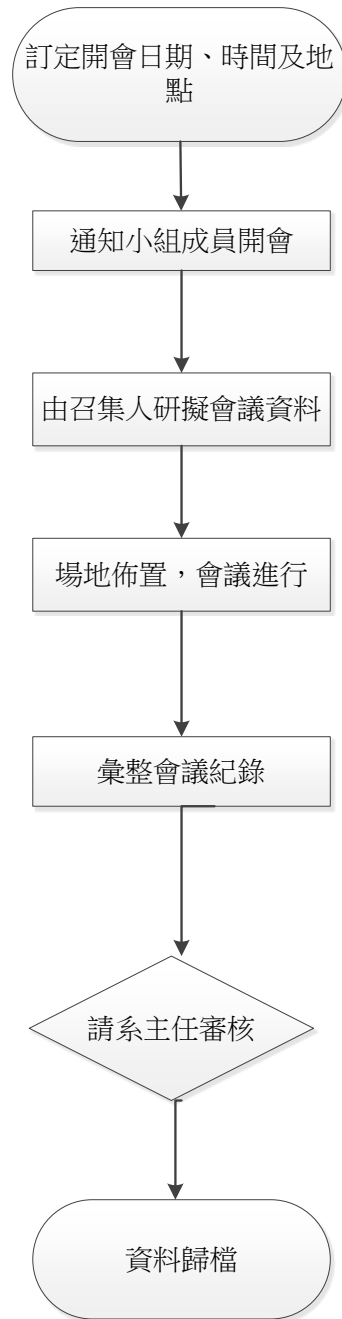 訂定開會日期、時間及地
點
通知小組成員開會
由召集人研擬會議資料
場地佈置，會議進行
彙整會議紀錄
請系主任審核
資料歸檔